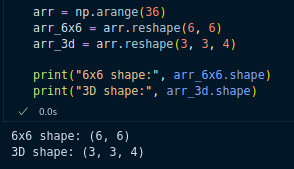 arr = np.arange(36)
arr_6x6 = arr.reshape(6, 6)
arr_3d = arr.reshape(3, 3, 4)
print("6x6 shape:", arr_6x6.shape)
print("3D shape:", arr_3d.shape)
✓ 0.0s
6x6 shape: (6, 6)
3D shape: (3, 3, 4)